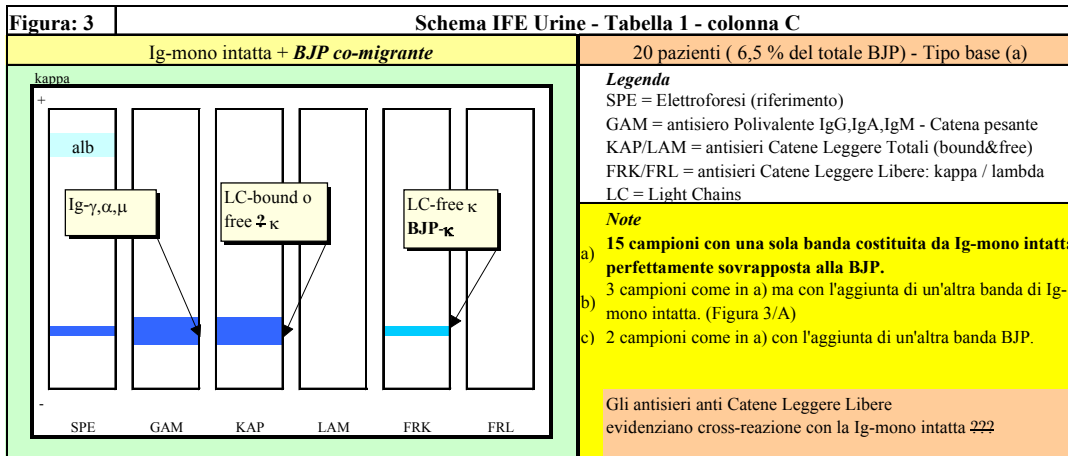 Figura: 3
Schema IFE Urine - Tabella 1 - colonna C
Ig-mono intatta + BJP co-migrante
20 pazienti ( 6,5 % del totale BJP) - Tipo base (a)
kappa
+
alb
Ig-γ,α,μ
LC-bound o
free ? κ
LC-free κ
BJP-κ
-
SPE GAM KAP LAM FRK FRL
Legenda
SPE = Elettroforesi (riferimento)
GAM = antisiero Polivalente IgG,IgA,IgM - Catena pesante
KAP/LAM = antisieri Catene Leggere Totali (bound&free)
FRK/FRL = antisieri Catene Leggere Libere: kappa / lambda
LC = Light Chains
Note
a) 15 campioni con una sola banda costituita da Ig-mono intatta
perfettamente sovrapposta alla BJP.
b) 3 campioni come in a) ma con l'aggiunta di un'altra banda di Ig-
mono intatta. (Figura 3/A)
c) 2 campioni come in a) con l'aggiunta di un'altra banda BJP.
Gli antisieri anti Catene Leggere Libere
evidenziano cross-reazione con la Ig-mono intatta ???